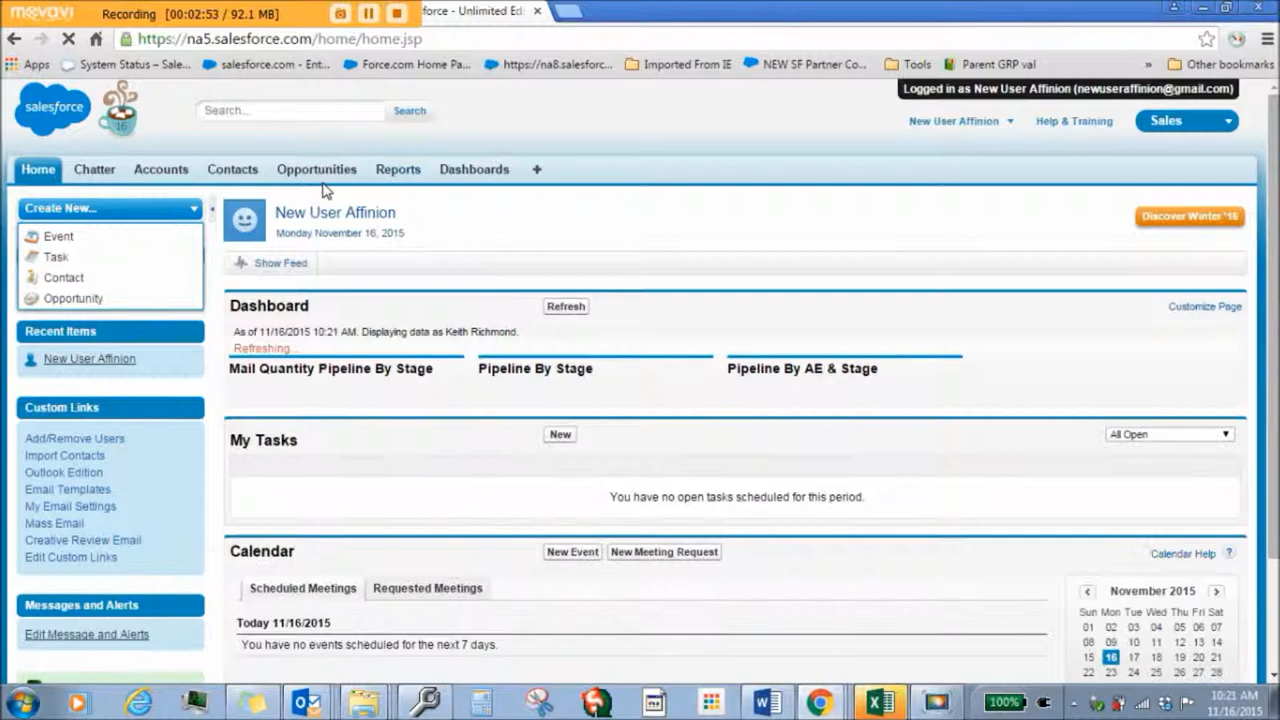 movavi
Recording (00:02:53 / 92.1 MB)
force - Unlimited Ed
https://na5.salesforce.com/home/home.jsp
Apps System Status – Sale... salesforce.com - Ent... Force.com Home Pa... https://na8.salesforc... Imported From IE NEW SF Partner Co... Tools Parent GRP val » Other bookmarks
Logged in as New User Affinion (newuseraffinion@gmail.com)
salesforce 16 Search... Search
New User Affinion Help & Training Sales
Home Chatter Accounts Contacts Opportunities Reports Dashboards +
Create New...
Event
Task
Contact
Opportunity
Recent Items
New User Affinion
Custom Links
Add/Remove Users
Import Contacts
Outlook Edition
Email Templates
My Email Settings
Mass Email
Creative Review Email
Edit Custom Links
Messages and Alerts
Edit Message and Alerts
New User Affinion
Monday November 16, 2015
Discover Winter '16
Show Feed
Dashboard Refresh
Customize Page
As of 11/16/2015 10:21 AM. Displaying data as Keith Richmond.
Refreshing...
Mail Quantity Pipeline By Stage Pipeline By Stage Pipeline By AE & Stage
My Tasks New All Open
You have no open tasks scheduled for this period.
Calendar New Event New Meeting Request
Calendar Help ?
Scheduled Meetings Requested Meetings
Today 11/16/2015
You have no events scheduled for the next 7 days.
November 2015
Sun Mon Tue Wed Thu Fri Sat
01 02 03 04 05 06 07
08 09 10 11 12 13 14
15 16 17 18 19 20 21
22 23 24 25 26 27 28
100%
10:21 AM
11/16/2015